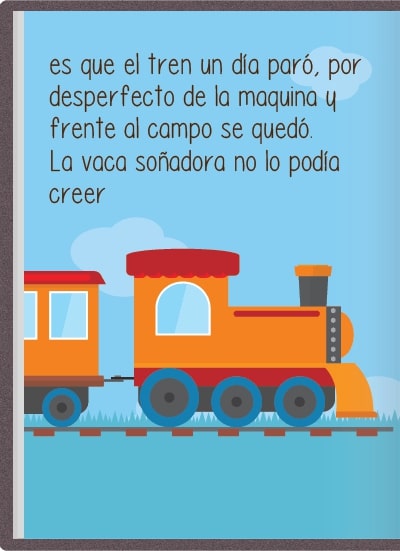 es que el tren un día paró, por
desperfecto de la maquina y
frente al campo se quedó.
La vaca soñadora no lo podía
creer